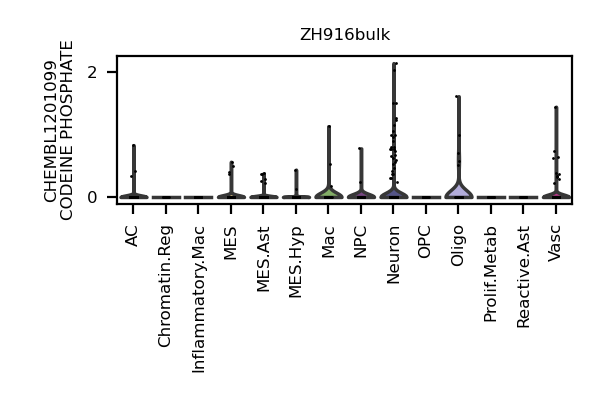 ZH916bulk
CHEMBL1201099
CODEINE PHOSPHATE
2
0
AC
Chromatin.Reg
Inflammatory.Mac
MES
MES.Ast
MES.Hyp
Mac
NPC
Neuron
OPC
Oligo
Prolif.Metab
Reactive.Ast
Vasc